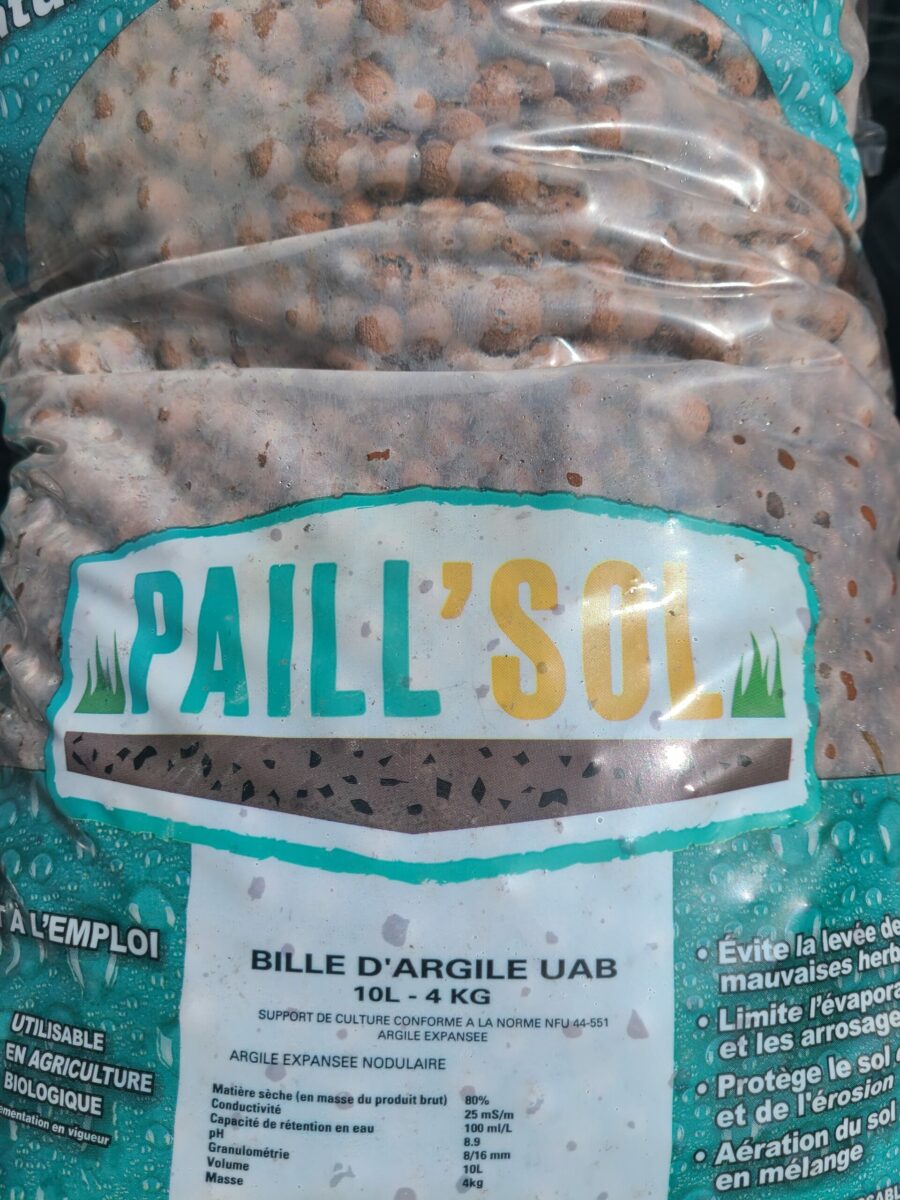 PAILL'SOL
À L'EMPLOI
UTILISABLE
EN AGRICULTURE
BIOLOGIQUE
en vigueur
BILLE D'ARGILE UAB
10L - 4 KG
SUPPORT DE CULTURE CONFORME A LA NORME NFU 44-551
ARGILE EXPANSEE
ARGILE EXPANSEE NODULAIRE
Matière sèche (en masse du produit brut) 80%
Conductivité 25 mS/m
Capacité de rétention en eau 100 ml/L
pH 8.9
Granulométrie 8/16 mm
Volume 10L
Masse 4kg
• Évite la levée de
mauvaises herb
• Limite l'évapora
et les arrosage
• Protège le sol
et de l'érosion
• Aération du sol
en mélange